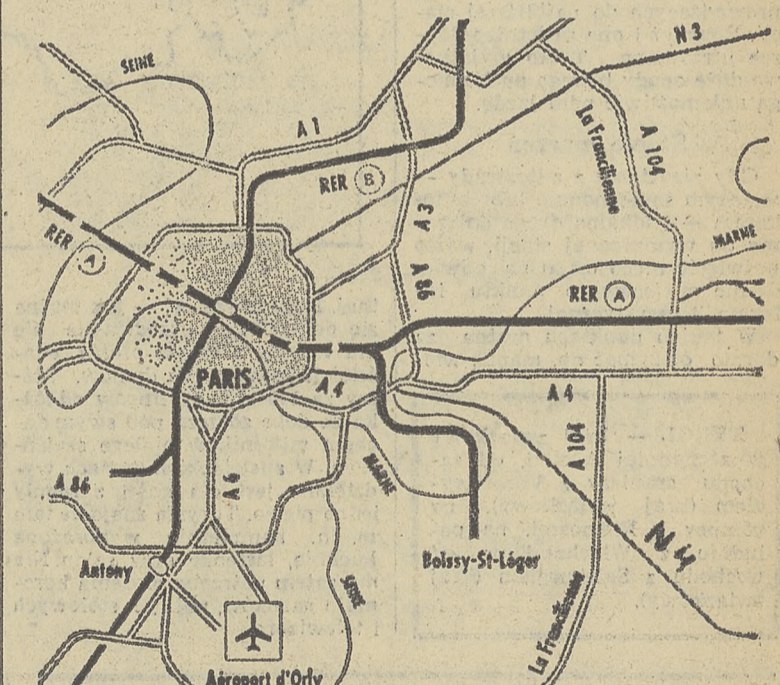 SEINE
N 3
A 1
La Francilienne
A 104
RER B
A 3
RER A
MARNE
A 86
RER A
PARIS
A 4
A 4
A 104
MARNE
A 86
A 6
N 4
Antony
Boissy-St-Léger
SEINE
La Francilienne
Aéroport d'Orly